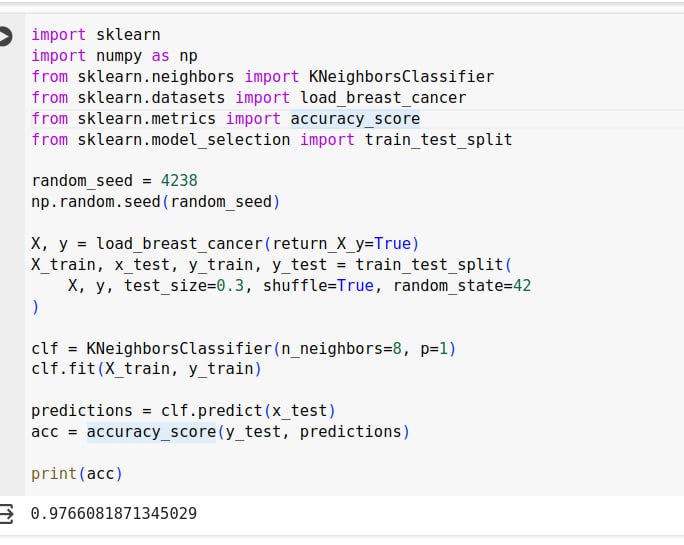 import sklearn
import numpy as np
from sklearn.neighbors import KNeighborsClassifier
from sklearn.datasets import load_breast_cancer
from sklearn.metrics import accuracy_score
from sklearn.model_selection import train_test_split
random_seed = 4238
np.random.seed(random_seed)
X, y = load_breast_cancer(return_X_y=True)
X_train, x_test, y_train, y_test = train_test_split(
    X, y, test_size=0.3, shuffle=True, random_state=42
)
clf = KNeighborsClassifier(n_neighbors=8, p=1)
clf.fit(X_train, y_train)
predictions = clf.predict(x_test)
acc = accuracy_score(y_test, predictions)
print(acc)
0.9766081871345029